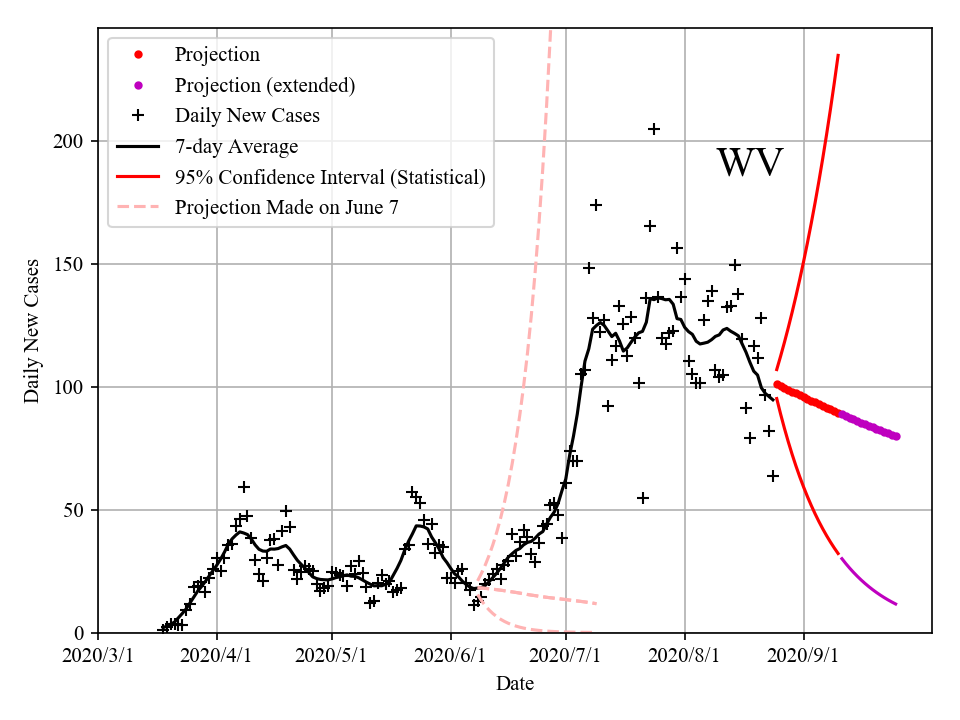 Projection
Projection (extended)
Daily New Cases
7-day Average
95% Confidence Interval (Statistical)
Projection Made on June 7
WV
200
150
100
50
0
Daily New Cases
2020/3/1 2020/4/1 2020/5/1 2020/6/1 2020/7/1 2020/8/1 2020/9/1
Date